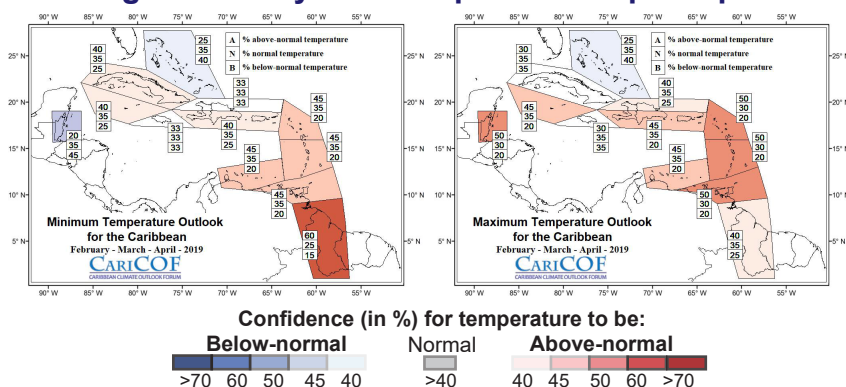 25
35
40
A % above-normal temperature
N % normal temperature
B % below-normal temperature
40
35
25
33
33
33
40
35
25
45
35
20
20
35
45
33
33
33
40
35
25
45
35
20
45
35
20
45
35
20
60
25
15
25° N
20° N
15° N
10° N
5° N
Minimum Temperature Outlook
for the Caribbean
February - March - April - 2019
CARICOF
CARIBBEAN CLIMATE OUTLOOK FORUM
90° W 85° W 80° W 75° W 70° W 65° W 60° W 55° W
25
35
40
A % above-normal temperature
N % normal temperature
B % below-normal temperature
30
35
35
40
35
25
45
35
20
50
30
20
50
30
20
30
35
35
45
35
20
50
30
20
45
35
20
50
30
20
40
35
25
25° N
20° N
15° N
10° N
5° N
Maximum Temperature Outlook
for the Caribbean
February - March - April - 2019
CARICOF
CARIBBEAN CLIMATE OUTLOOK FORUM
90° W 85° W 80° W 75° W 70° W 65° W 60° W 55° W
Confidence (in %) for temperature to be:
Below-normal Normal Above-normal
>70 60 50 45 40 >40 40 45 50 60 >70